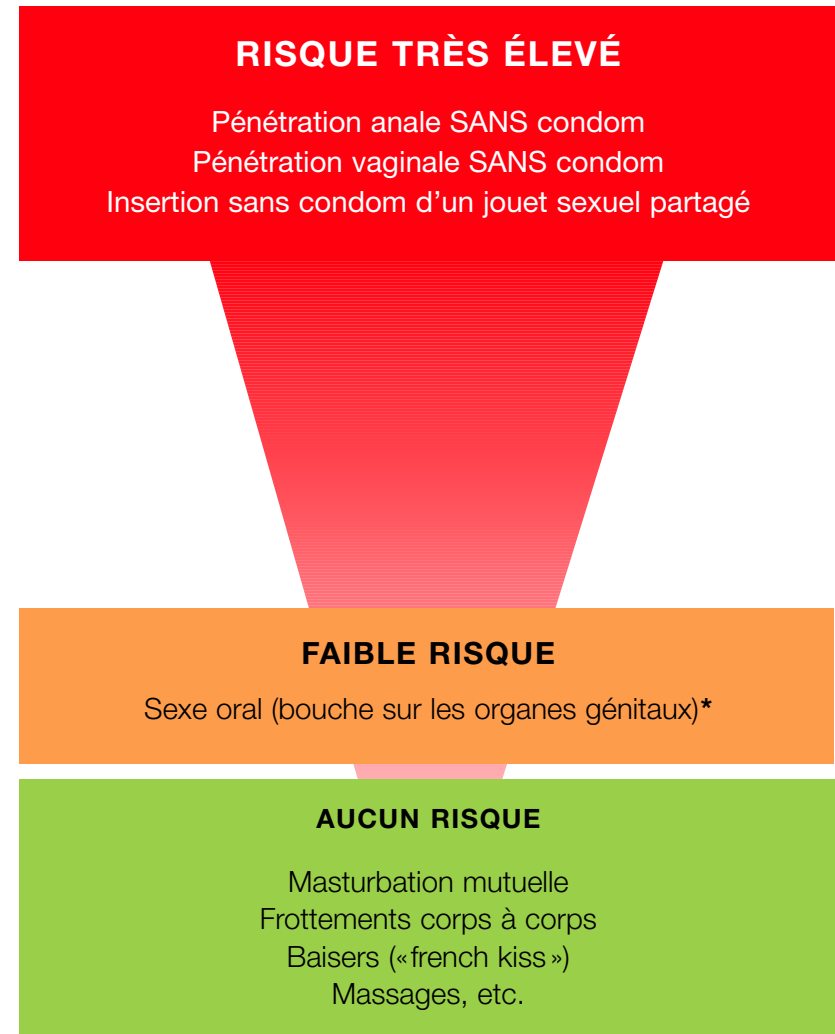 RISQUE TRÈS ÉLEVÉ
Pénétration anale SANS condom
Pénétration vaginale SANS condom
Insertion sans condom d’un jouet sexuel partagé
FAIBLE RISQUE
Sexe oral (bouche sur les organes génitaux)*
AUCUN RISQUE
Masturbation mutuelle
Frottements corps à corps
Baisers («french kiss»)
Massages, etc.